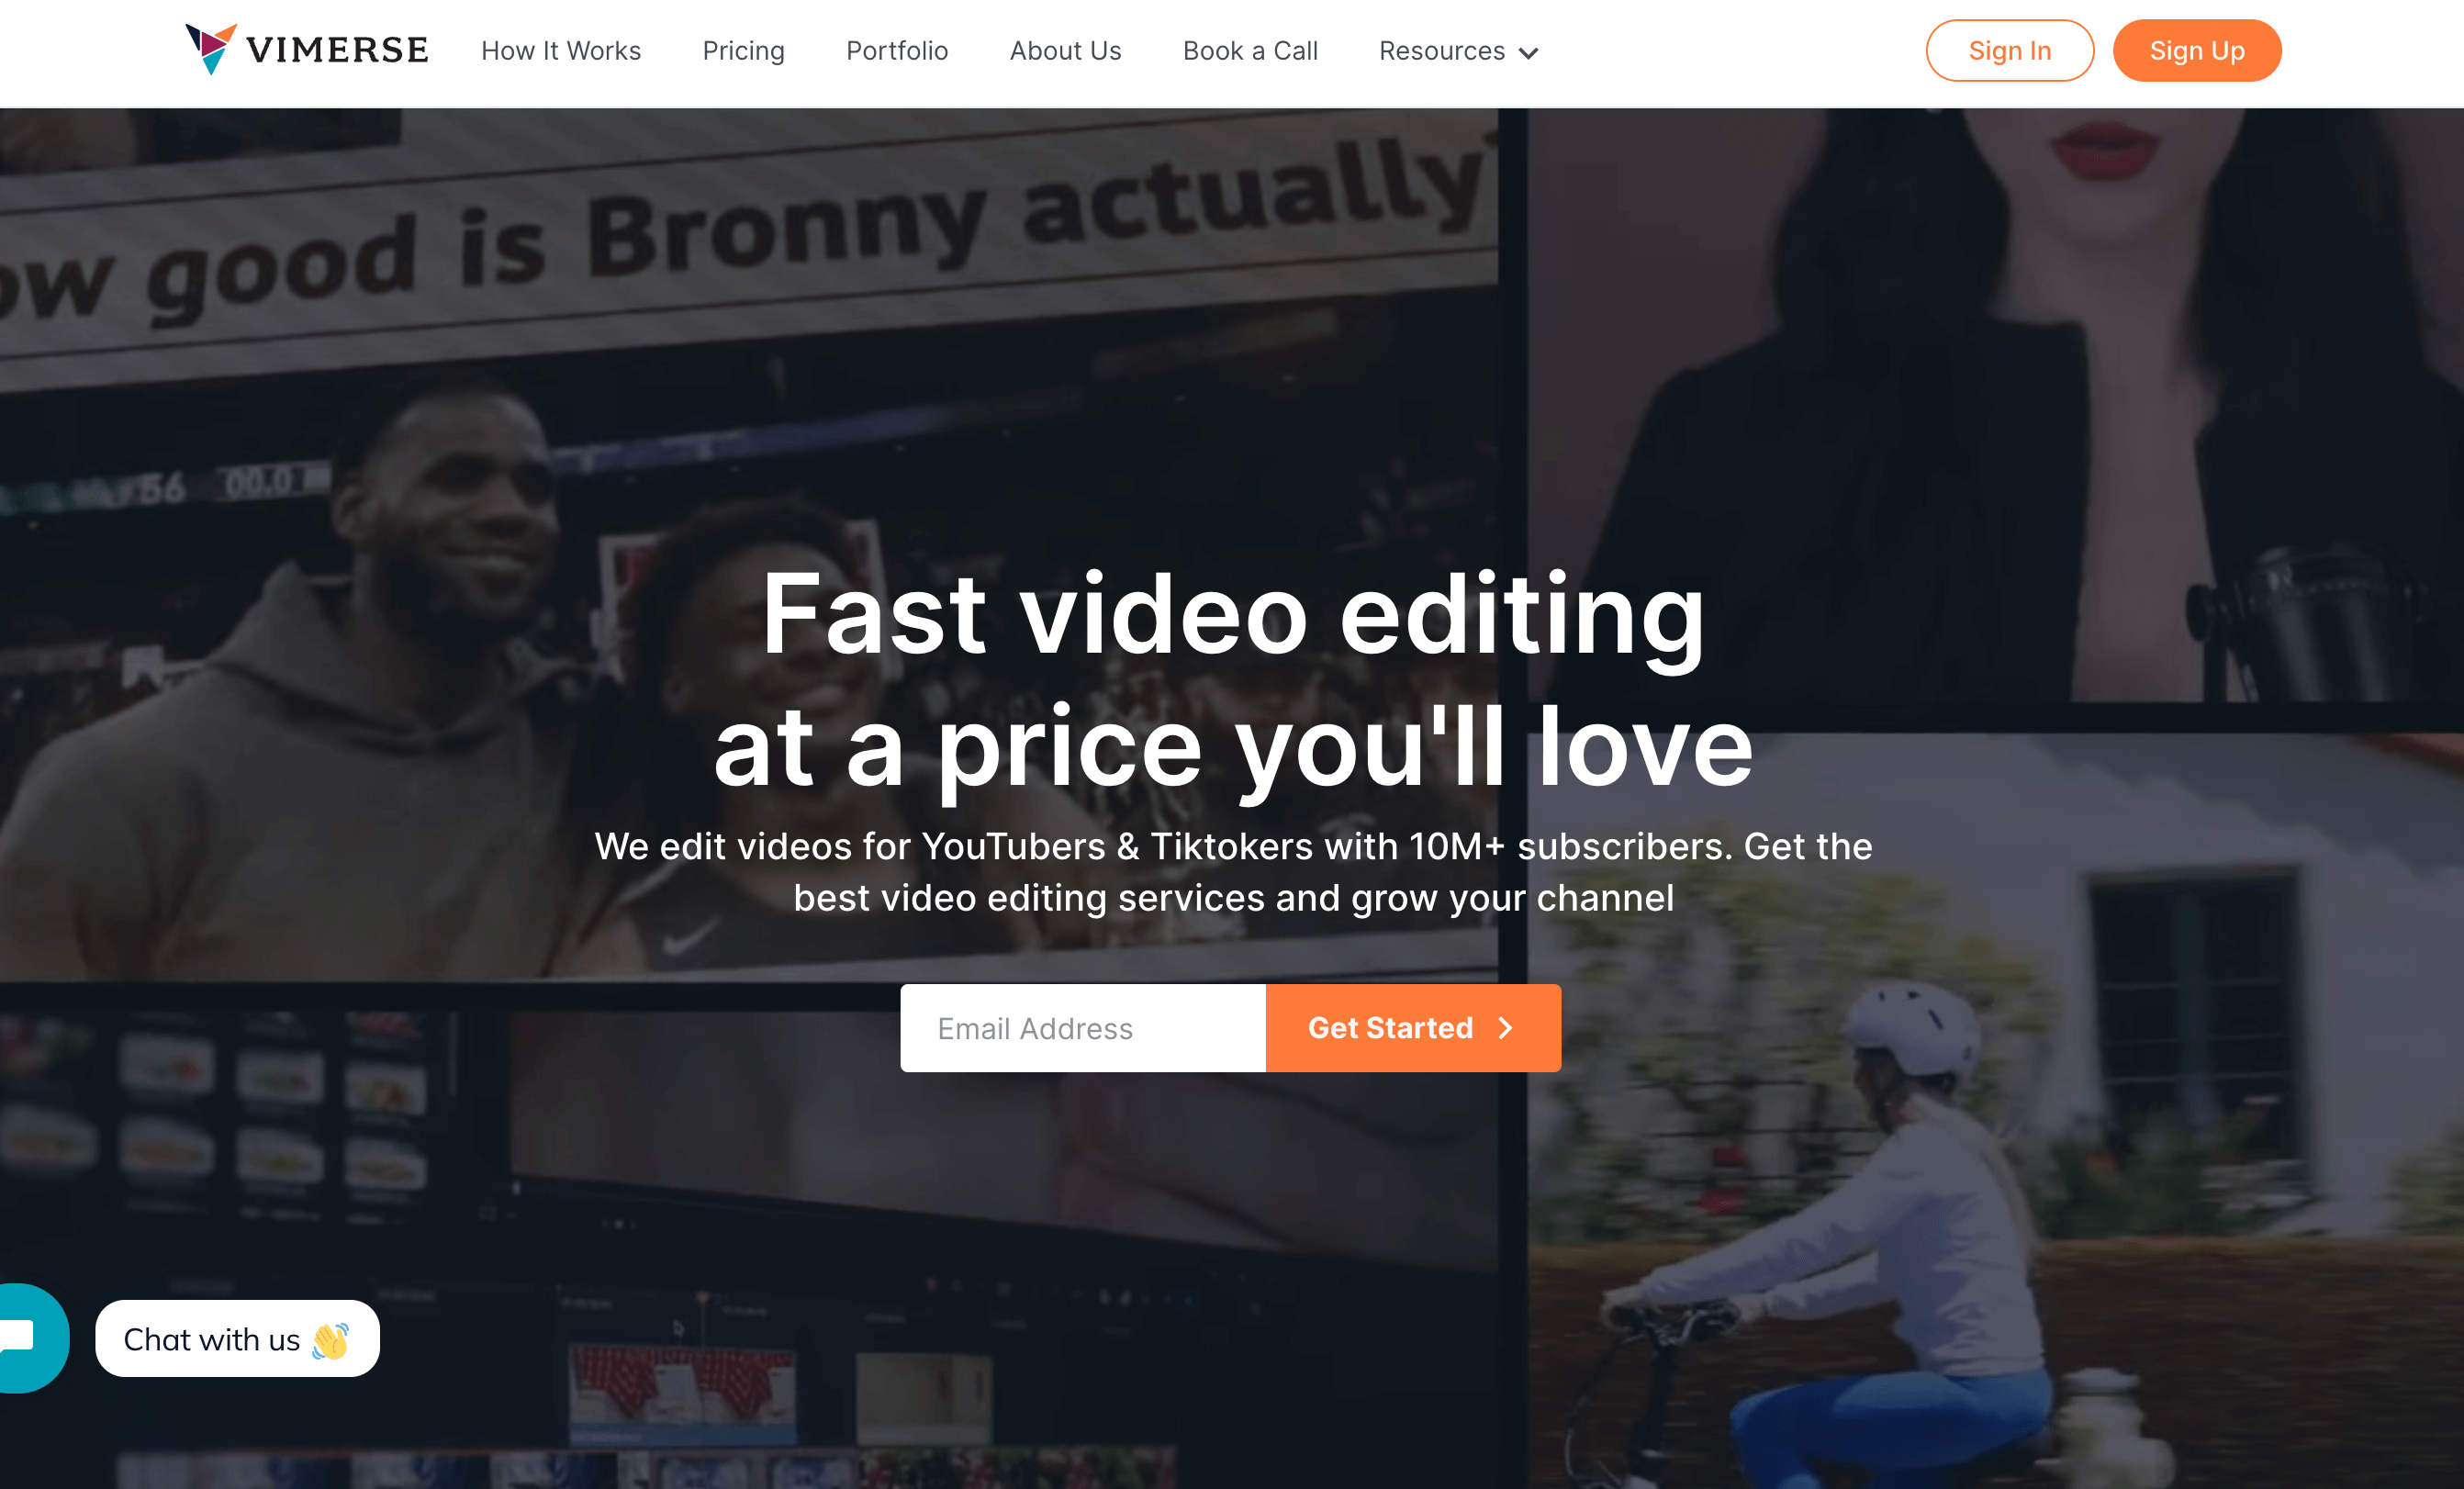 VIMERSE
How It Works
Pricing
Portfolio
About Us
Book a Call
Resources
Sign In
Sign Up
good is Bronny actually
56 00.0
Fast video editing
at a price you'll love
We edit videos for YouTubers & Tiktokers with 10M+ subscribers. Get the
best video editing services and grow your channel
Email Address
Get Started
Chat with us 👋